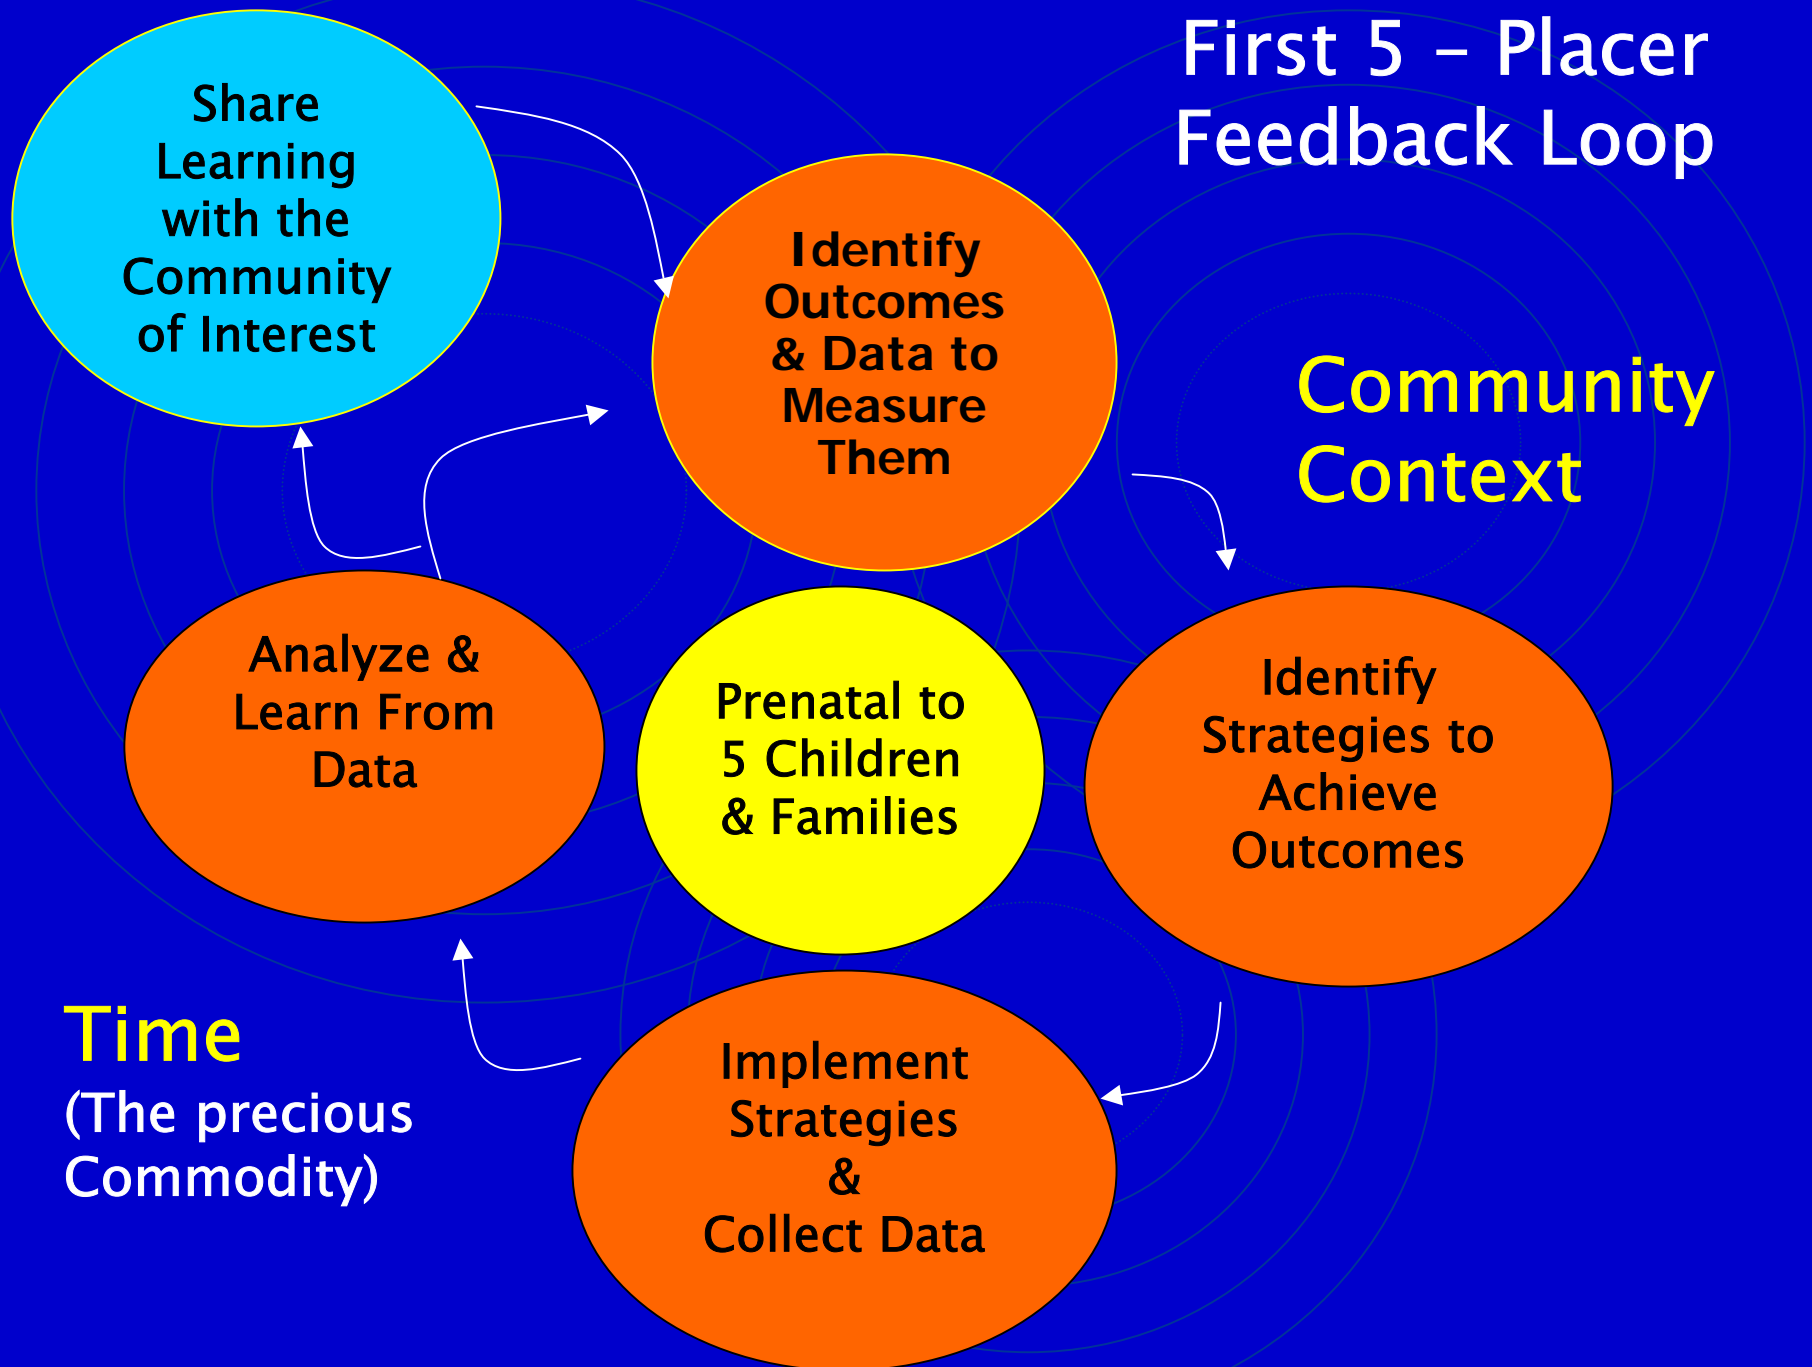 First 5 – Placer
Feedback Loop
Share
Learning
with the
Community
of Interest
Identify
Outcomes
& Data to
Measure
Them
Community
Context
Analyze &
Learn From
Data
Prenatal to
5 Children
& Families
Identify
Strategies to
Achieve
Outcomes
Time
(The precious
Commodity)
Implement
Strategies
&
Collect Data